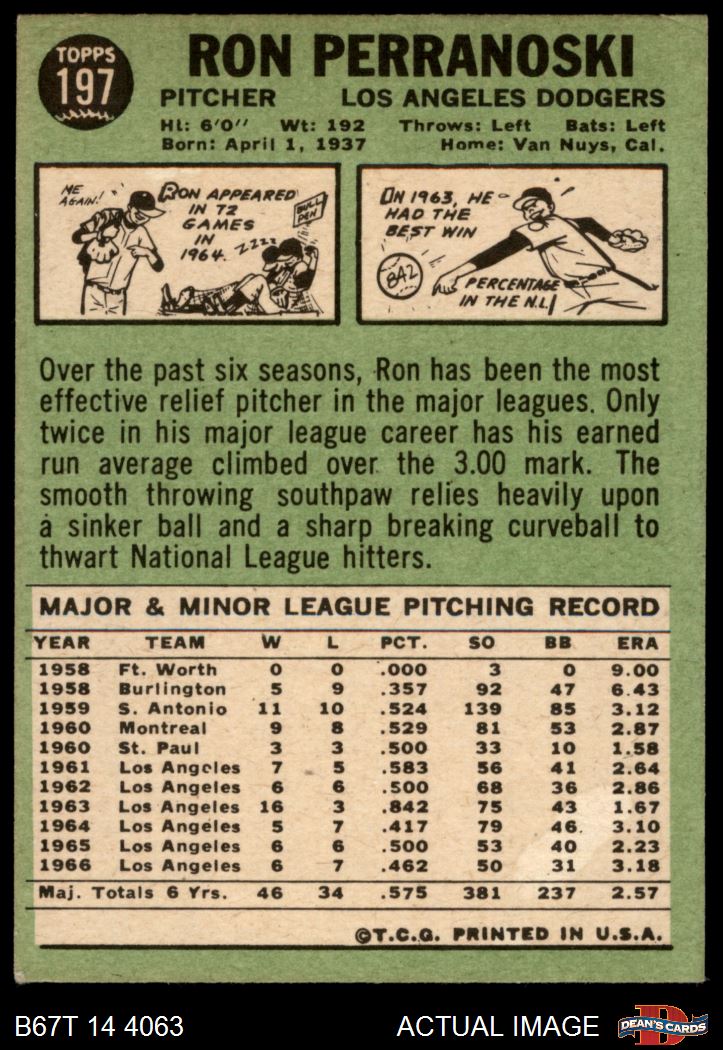 TOPPS
197
RON PERRANOSKI
PITCHER LOS ANGELES DODGERS
Ht: 6'0'' Wt: 192 Throws: Left Bats: Left
Born: April 1, 1937 Home: Van Nuys, Cal.
ME AGAIN!
RON APPEARED
IN 72
GAMES
IN
1964.
ZZZZ
BULL
PEN
IN 1963, HE
HAD THE
BEST WIN
.842
PERCENTAGE
IN THE N.L.!
Over the past six seasons, Ron has been the most
effective relief pitcher in the major leagues. Only
twice in his major league career has his earned
run average climbed over the 3.00 mark. The
smooth throwing southpaw relies heavily upon
a sinker ball and a sharp breaking curveball to
thwart National League hitters.
MAJOR & MINOR LEAGUE PITCHING RECORD
YEAR TEAM W L PCT. SO BB ERA
1958 Ft. Worth 0 0 .000 3 0 9.00
1958 Burlington 5 9 .357 92 47 6.43
1959 S. Antonio 11 10 .524 139 85 3.12
1960 Montreal 9 8 .529 81 53 2.87
1960 St. Paul 3 3 .500 33 10 1.58
1961 Los Angeles 7 5 .583 56 41 2.64
1962 Los Angeles 6 6 .500 68 36 2.86
1963 Los Angeles 16 3 .842 75 43 1.67
1964 Los Angeles 5 7 .417 79 46 3.10
1965 Los Angeles 6 6 .500 53 40 2.23
1966 Los Angeles 6 7 .462 50 31 3.18
Maj. Totals 6 Yrs. 46 34 .575 381 237 2.57
©T.C.G. PRINTED IN U.S.A.
B67T 14 4063 ACTUAL IMAGE
D
DEAN'S CARDS